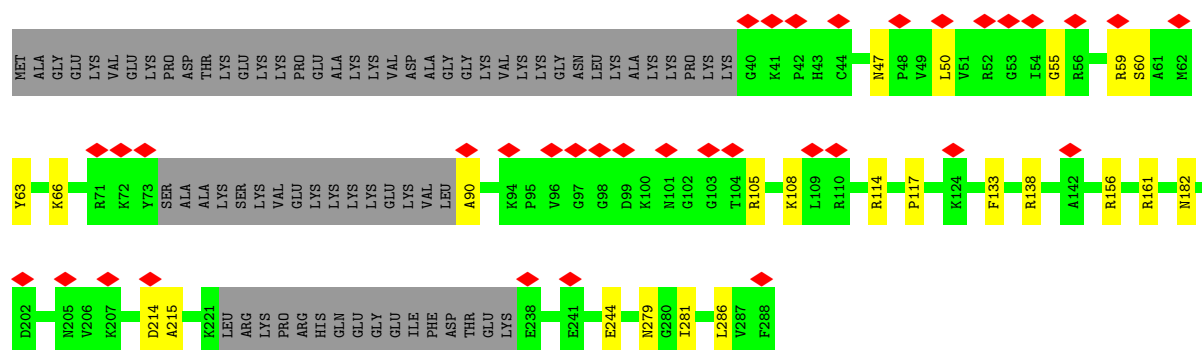 MET ALA GLY GLU LYS VAL GLU LYS PRO ASP THR LYS GLU LYS LYS PRO GLU ALA LYS LYS VAL ASP ALA GLY GLY LYS VAL LYS LYS GLY ASN LEU LYS ALA LYS LYS PRO LYS LYS G40 K41 P42 H43 C44 N47 P48 V49 L50 V51 R52 G53 I54 G55 R56 R59 S60 A61 M62
Y63 K66 R71 K72 Y73 SER ALA ALA LYS SER LYS VAL GLU LYS LYS LYS LYS GLU LYS VAL LEU A90 K94 P95 V96 G97 G98 D99 K100 N101 G102 G103 T104 R105 K108 L109 R110 R114 P117 K124 F133 R138 A142 R156 R161 N182
D202 N205 V206 K207 D214 A215 K221 LEU ARG LYS PRO ARG HIS GLN GLU GLY GLU ILE PHE ASP THR GLU LYS E238 E241 E244 N279 G280 I281 L286 V287 F288